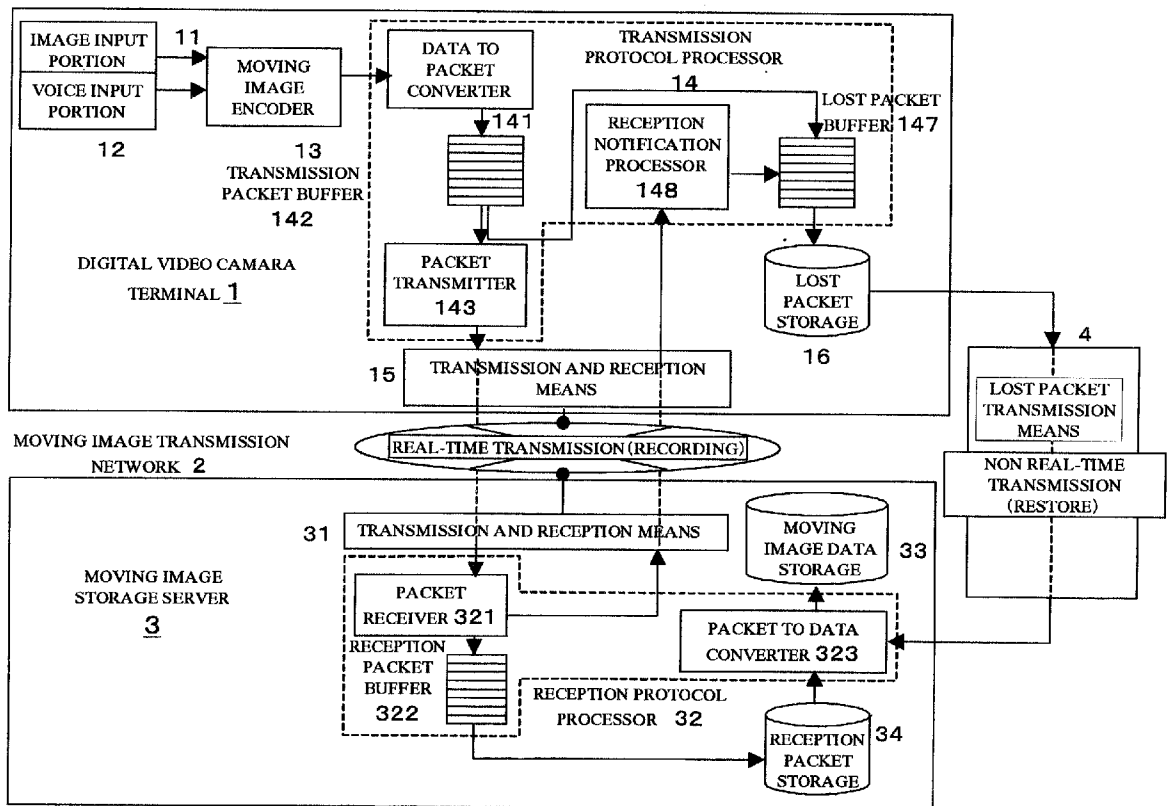 IMAGE INPUT
PORTION
11
VOICE INPUT
PORTION
12
MOVING
IMAGE
ENCODER
13
DATA TO
PACKET
CONVERTER
141
TRANSMISSION
PROTOCOL PROCESSOR
14
TRANSMISSION
PACKET BUFFER
142
RECEPTION
NOTIFICATION
PROCESSOR
148
LOST PACKET
BUFFER 147
PACKET
TRANSMITTER
143
DIGITAL VIDEO CAMARA
TERMINAL 1
LOST
PACKET
STORAGE
16
15
TRANSMISSION AND RECEPTION
MEANS
4
LOST PACKET
TRANSMISSION
MEANS
NON REAL-TIME
TRANSMISSION
(RESTORE)
MOVING IMAGE TRANSMISSION
NETWORK 2
REAL-TIME TRANSMISSION (RECORDING)
31
TRANSMISSION AND RECEPTION MEANS
MOVING
IMAGE DATA
STORAGE
33
MOVING IMAGE
STORAGE SERVER
3
PACKET
RECEIVER 321
PACKET TO DATA
CONVERTER 323
RECEPTION
PACKET
BUFFER
322
RECEPTION PROTOCOL
PROCESSOR 32
RECEPTION
PACKET
STORAGE
34